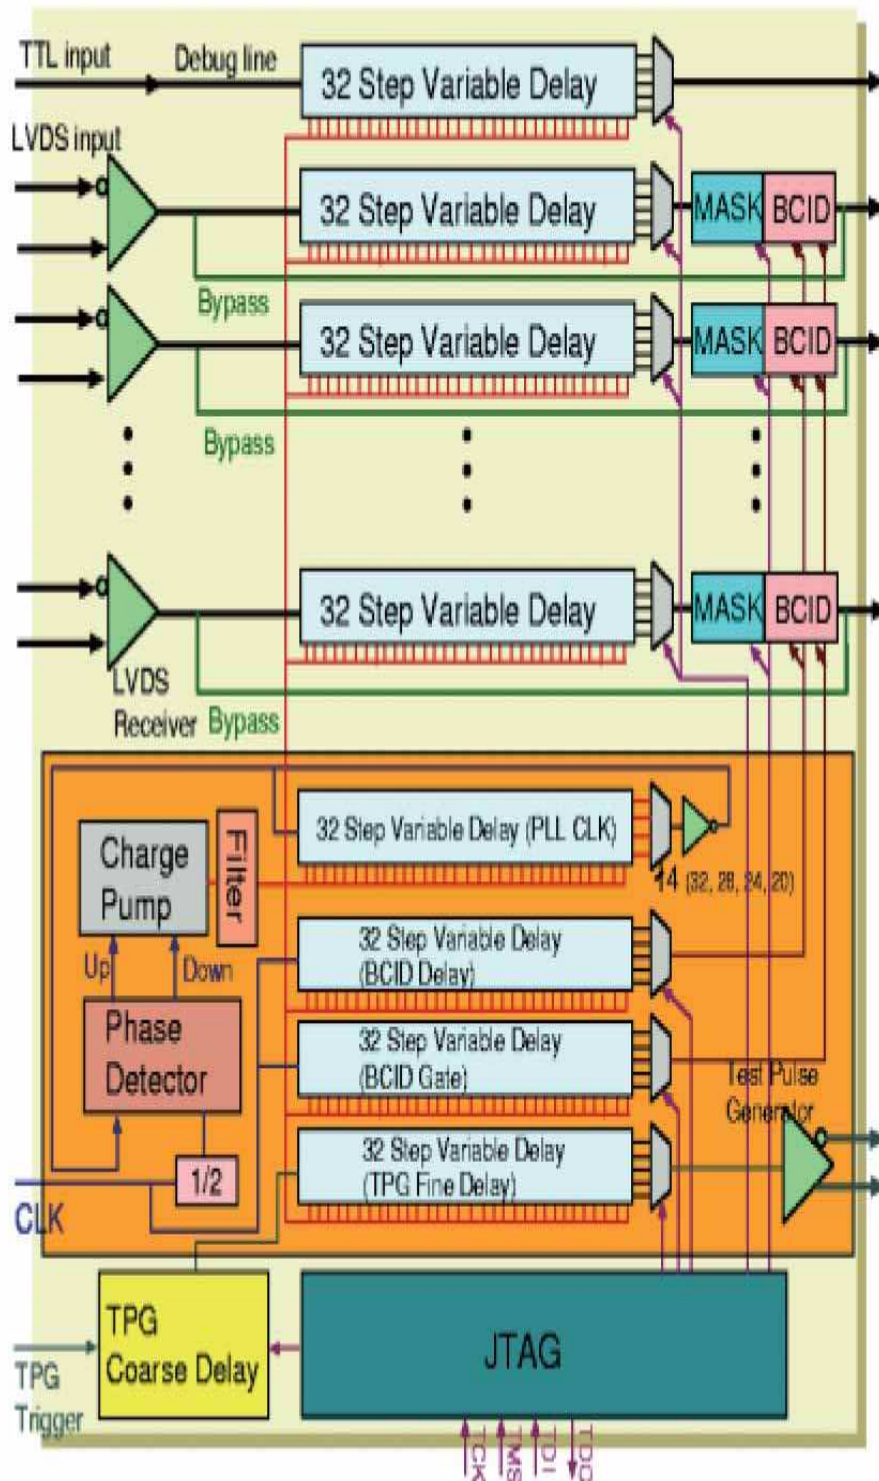 TTL input
Debug line
32 Step Variable Delay
LVDS input
32 Step Variable Delay
MASK
BCID
Bypass
32 Step Variable Delay
MASK
BCID
Bypass
32 Step Variable Delay
MASK
BCID
LVDS
Receiver
Bypass
32 Step Variable Delay (PLL CLK)
Charge
Pump
Filter
14 (32, 28, 24, 20)
Up
Down
32 Step Variable Delay
(BCID Delay)
Phase
Detector
32 Step Variable Delay
(BCID Gate)
Test Pulse
Generator
32 Step Variable Delay
(TPG Fine Delay)
1/2
CLK
TPG
Coarse Delay
JTAG
TPG
Trigger
TCK
TMS
TDI
TDO